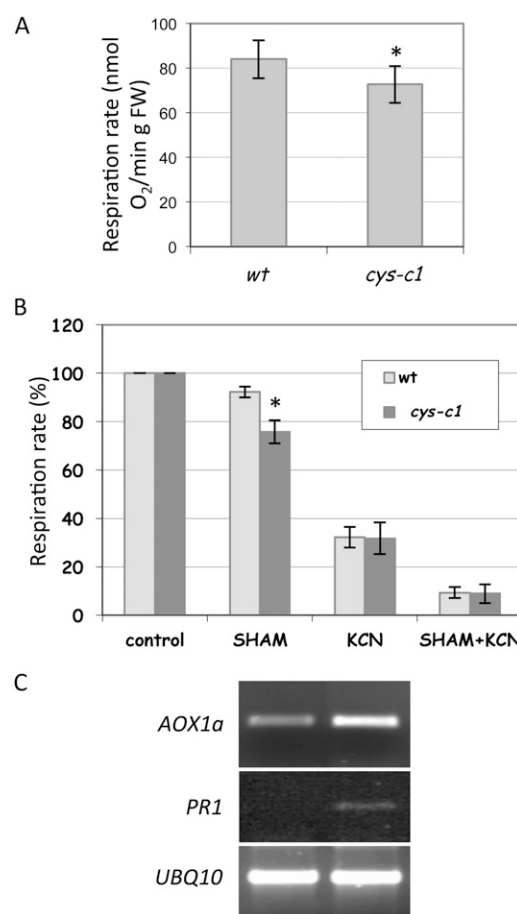 A
Respiration rate (nmol
O₂/min g FW)
100
80
60
40
20
0
*
wt
cys-c1
B
Respiration rate (%)
120
100
80
60
40
20
0
*
wt
cys-c1
control
SHAM
KCN
SHAM+KCN
C
AOX1a
PR1
UBQ10